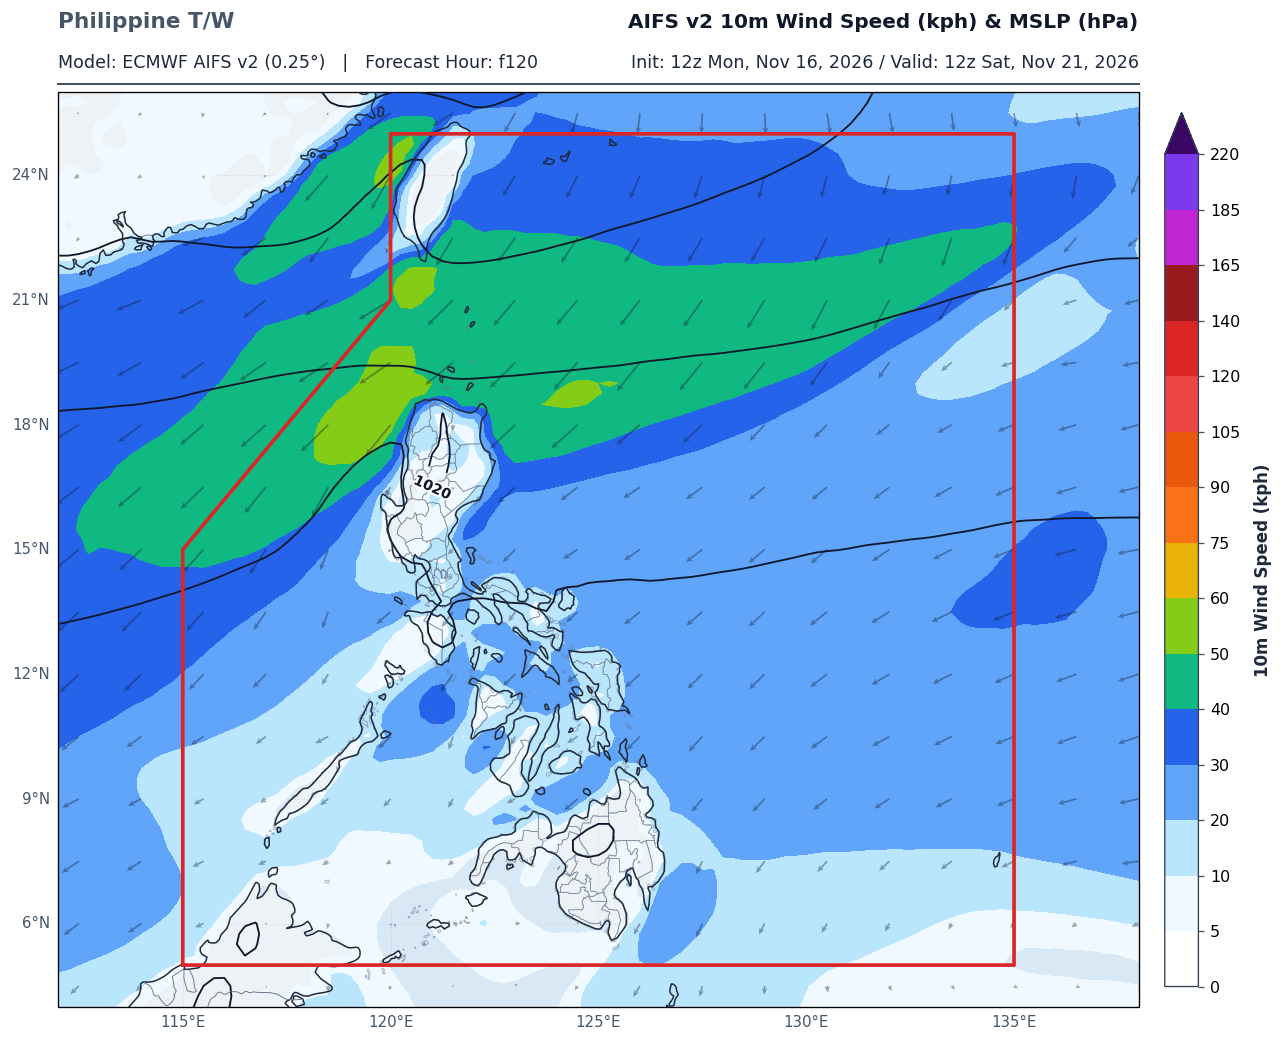 Philippine T/W
AIFS v2 10m Wind Speed (kph) & MSLP (hPa)
Model: ECMWF AIFS v2 (0.25°) | Forecast Hour: f120
Init: 12z Mon, Nov 16, 2026 / Valid: 12z Sat, Nov 21, 2026
24°N
21°N
18°N
15°N
12°N
9°N
6°N
1020
115°E
120°E
125°E
130°E
135°E
220
185
165
140
120
105
90
75
60
50
40
30
20
10
5
0
10m Wind Speed (kph)